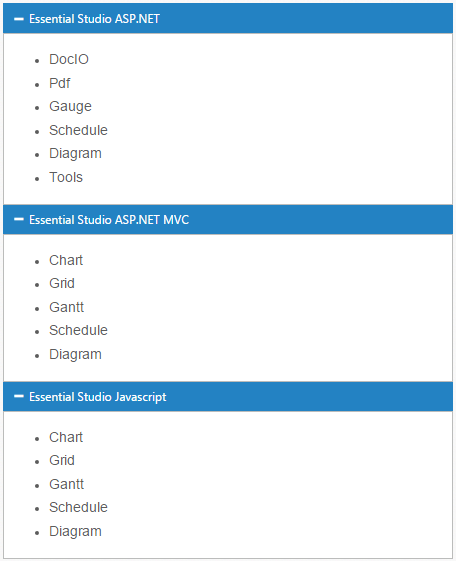 Essential Studio ASP.NET
DocIO
Pdf
Gauge
Schedule
Diagram
Tools
Essential Studio ASP.NET MVC
Chart
Grid
Gantt
Schedule
Diagram
Essential Studio Javascript
Chart
Grid
Gantt
Schedule
Diagram